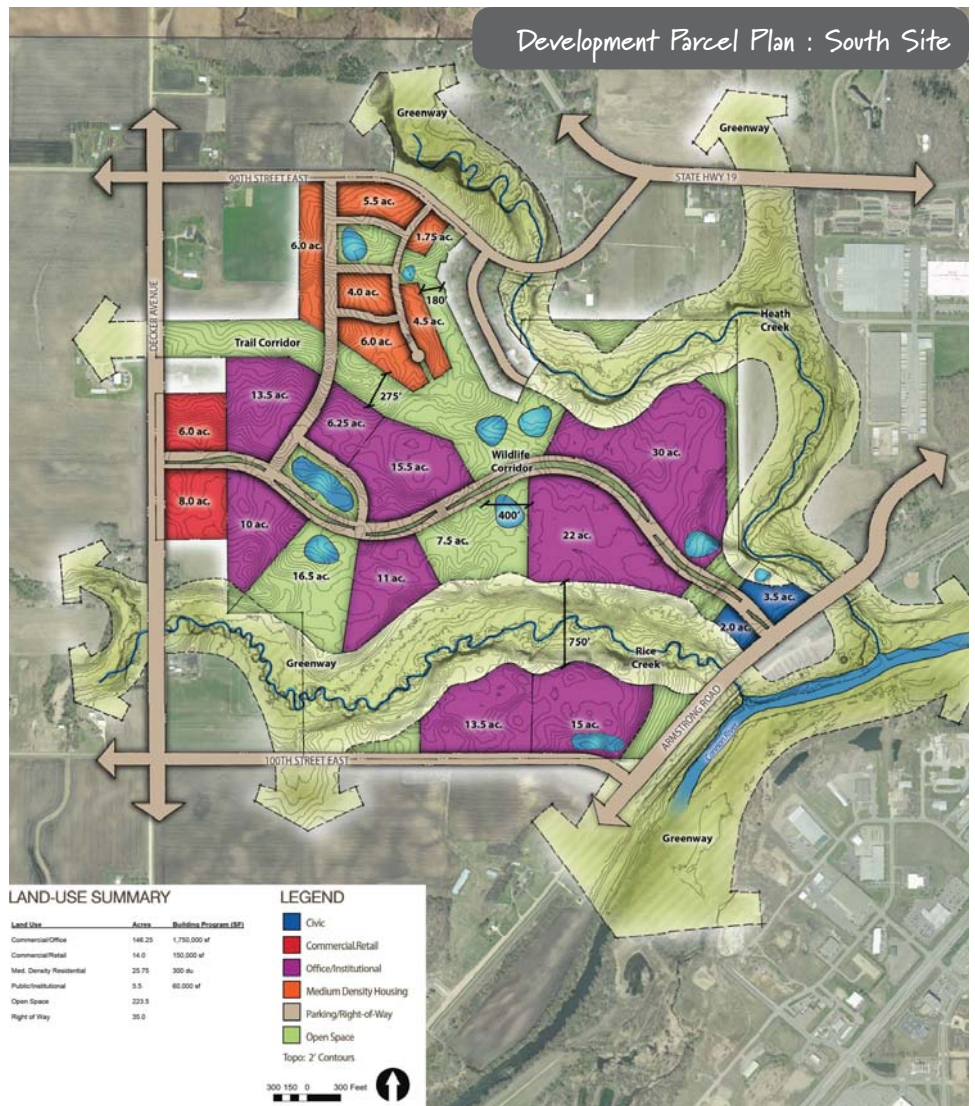 Development Parcel Plan : South Site
Greenway
Greenway
90TH STREET EAST
STATE HWY 19
5.5 ac.
1.75 ac.
6.0 ac.
4.0 ac.
180'
4.5 ac.
6.0 ac.
DECKER AVENUE
Trail Corridor
Heath
Creek
275'
13.5 ac.
6.25 ac.
6.0 ac.
15.5 ac.
Wildlife
Corridor
30 ac.
8.0 ac.
10 ac.
400'
7.5 ac.
22 ac.
16.5 ac.
11 ac.
3.5 ac.
2.0 ac.
750'
Rice
Creek
Greenway
13.5 ac.
15 ac.
ARMSTRONG ROAD
100TH STREET EAST
Greenway
LAND-USE SUMMARY
Land Use Acres Building Program (SF)
Commercial/Office 146.25 1,750,000 sf
Commercial/Retail 14.0 150,000 sf
Med. Density Residential 25.75 300 du
Public/Institutional 5.5 60,000 sf
Open Space 223.5
Right of Way 35.0
LEGEND
Civic
Commercial.Retail
Office/Institutional
Medium Density Housing
Parking/Right-of-Way
Open Space
Topo: 2' Contours
300 150 0 300 Feet